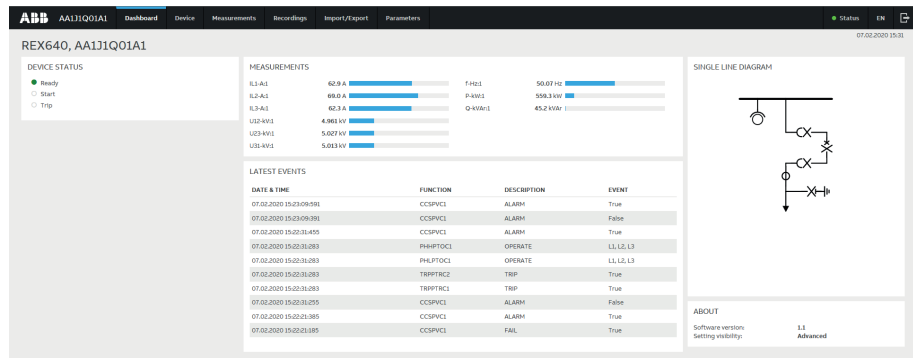 ABB AA1J1Q01A1 Dashboard Device Measurements Recordings Import/Export Parameters Status EN
07.02.2020 15:31
REX640, AA1J1Q01A1
DEVICE STATUS
Ready
Start
Trip
MEASUREMENTS
IL1-A:1 62.9 A
IL2-A:1 69.0 A
IL3-A:1 62.3 A
U12-kV:1 4.961 kV
U23-kV:1 5.027 kV
U31-kV:1 5.013 kV
f-Hz:1 50.07 Hz
P-kW:1 559.3 kW
Q-kVAr:1 45.2 kVAr
LATEST EVENTS
DATE & TIME FUNCTION DESCRIPTION EVENT
07.02.2020 15:23:09:591 CCSPVC1 ALARM True
07.02.2020 15:23:09:391 CCSPVC1 ALARM False
07.02.2020 15:22:31:455 CCSPVC1 ALARM True
07.02.2020 15:22:31:283 PHHPTOC1 OPERATE L1, L2, L3
07.02.2020 15:22:31:283 PHLPTOC1 OPERATE L1, L2, L3
07.02.2020 15:22:31:283 TRPPTRC2 TRIP True
07.02.2020 15:22:31:283 TRPPTRC1 TRIP True
07.02.2020 15:22:31:255 CCSPVC1 ALARM False
07.02.2020 15:22:21:385 CCSPVC1 ALARM True
07.02.2020 15:22:21:185 CCSPVC1 FAIL True
SINGLE LINE DIAGRAM
ABOUT
Software version: 1.1
Setting visibility: Advanced